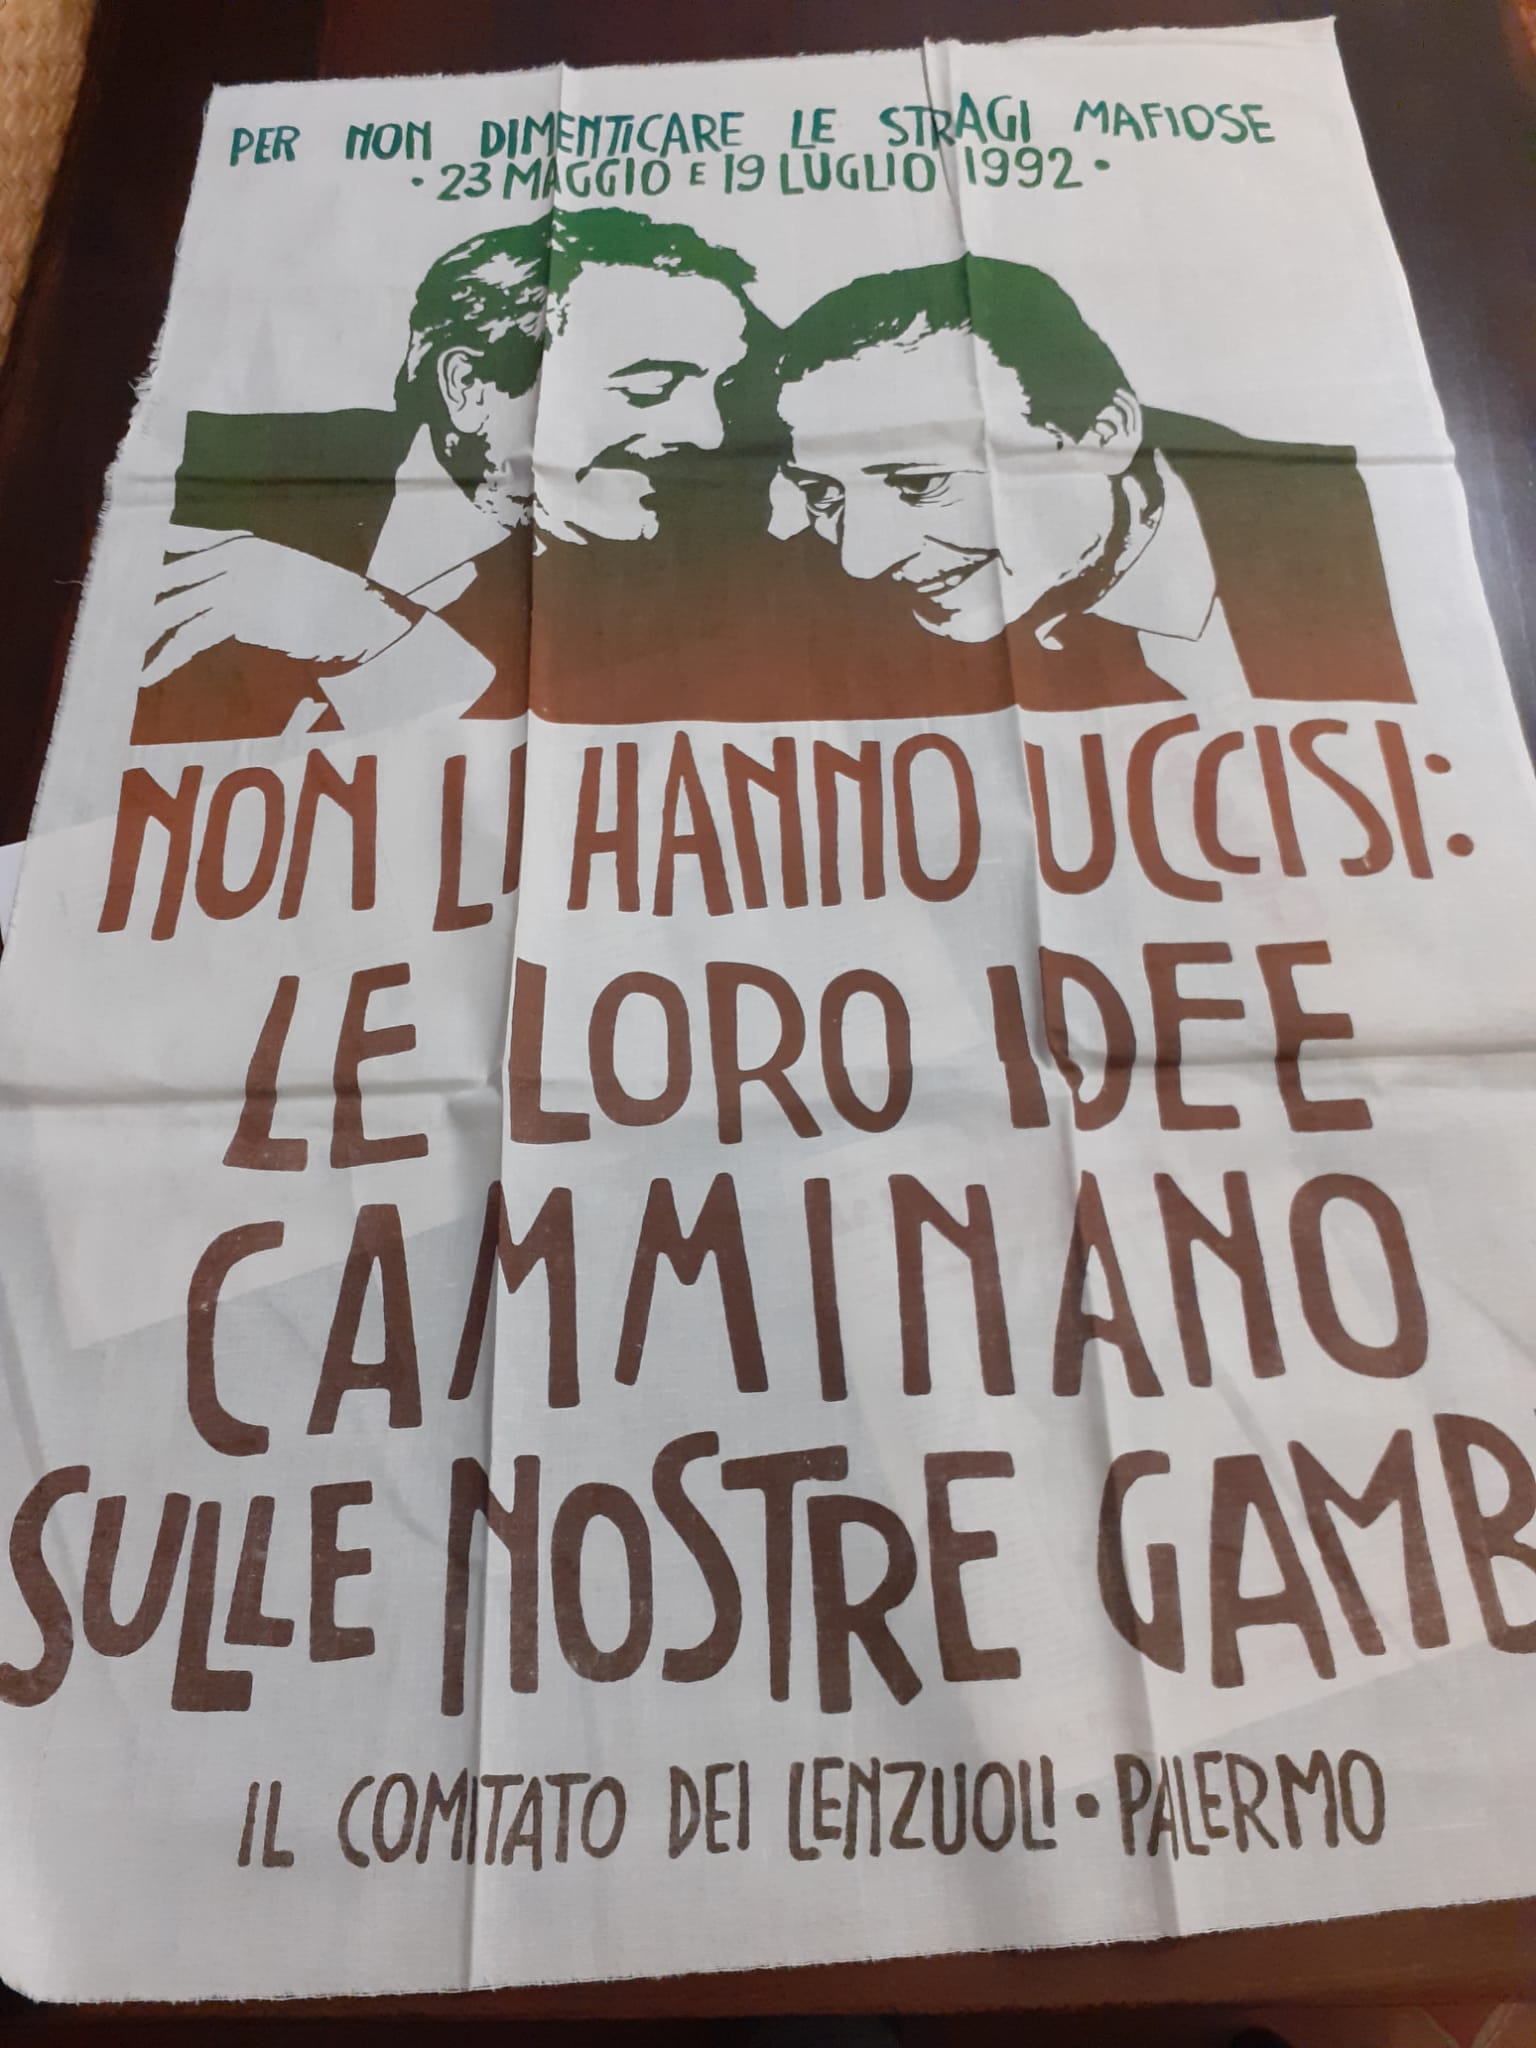 PER NON DIMENTICARE LE STRAGI MAFIOSE
· 23 MAGGIO E 19 LUGLIO 1992 ·
NON LI HANNO UCCISI:
LE LORO IDEE
CAMMINANO
SULLE NOSTRE GAMB
IL COMITATO DEI LENZUOLI · PALERMO